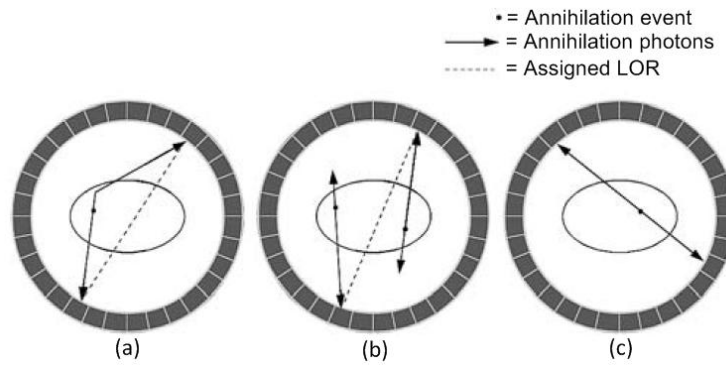 • = Annihilation event
= Annihilation photons
= Assigned LOR
(a) (b) (c)